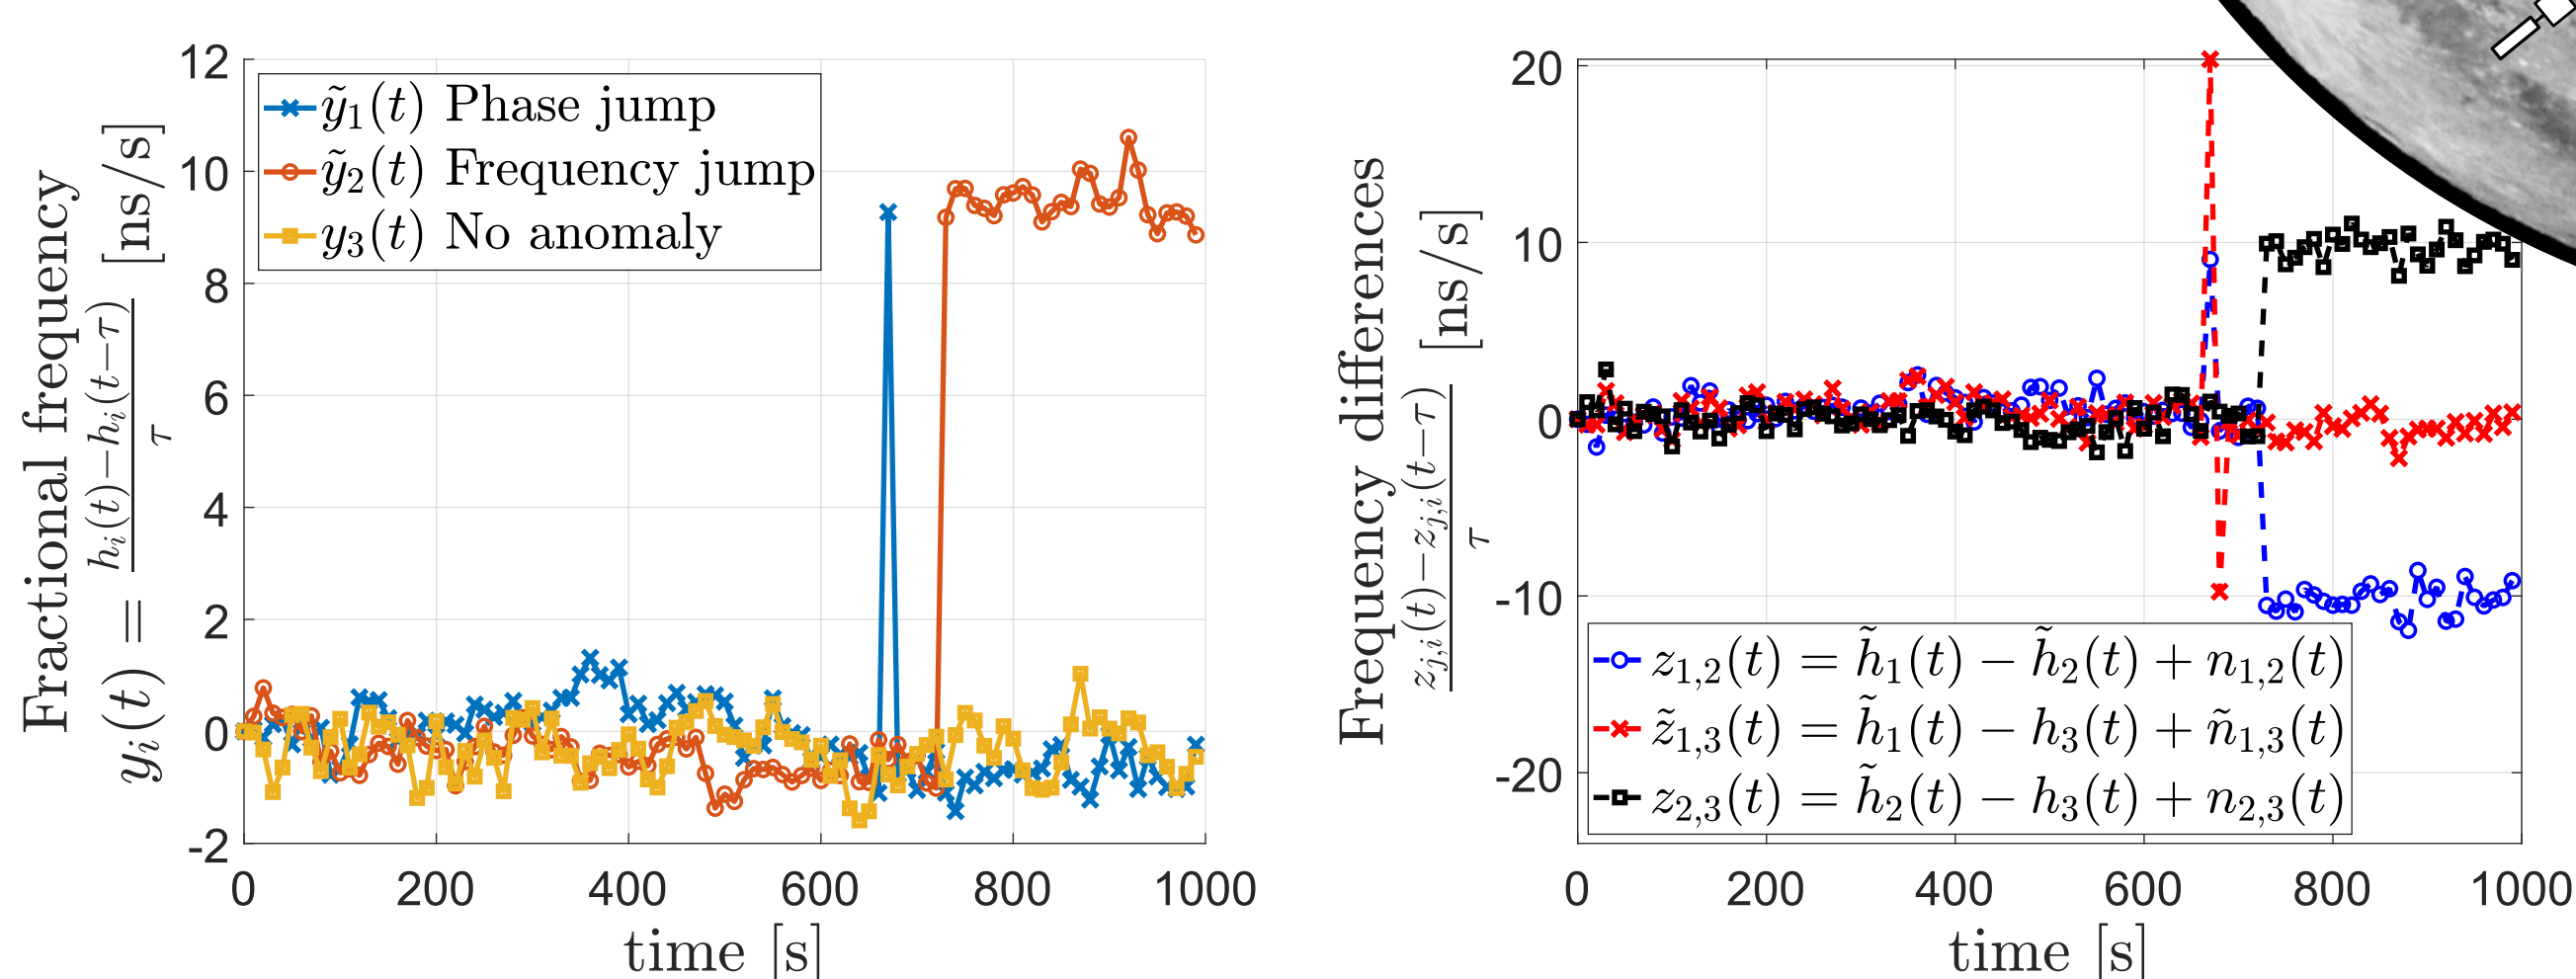 Fractional frequency
y_i(t) = \frac{h_i(t)-h_i(t-τ)}{τ} [ns/s]
12
10
8
6
4
2
0
-2
ỹ_1(t) Phase jump
ỹ_2(t) Frequency jump
y_3(t) No anomaly
0 200 400 600 800 1000
time [s]
Frequency differences
\frac{z_{j,i}(t)-z_{j,i}(t-τ)}{τ} [ns/s]
20
10
0
-10
-20
z_{1,2}(t) = h̃_1(t) − h̃_2(t) + n_{1,2}(t)
z̃_{1,3}(t) = h̃_1(t) − h_3(t) + ñ_{1,3}(t)
z_{2,3}(t) = h̃_2(t) − h_3(t) + n_{2,3}(t)
0 200 400 600 800 1000
time [s]